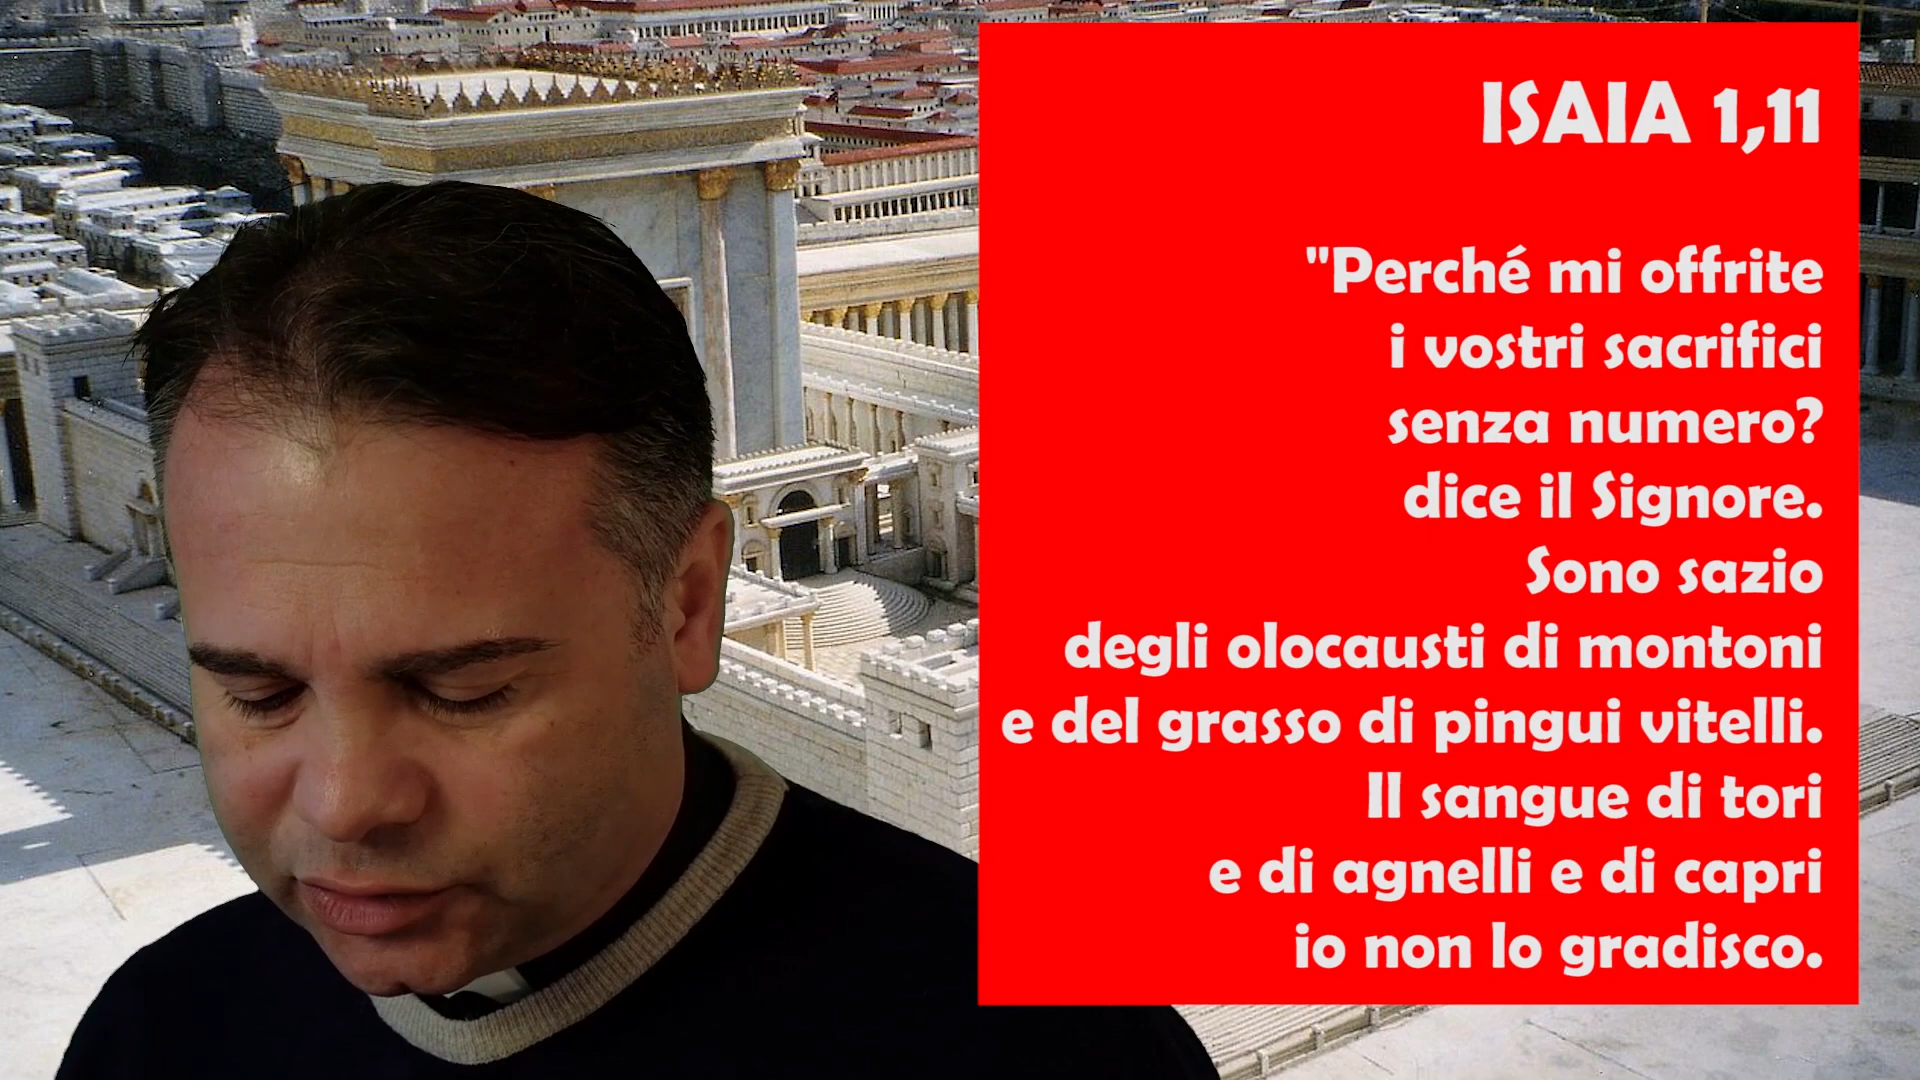 ISAIA 1,11
"Perché mi offrite
i vostri sacrifici
senza numero?
dice il Signore.
Sono sazio
degli olocausti di montoni
e del grasso di pingui vitelli.
Il sangue di tori
e di agnelli e di capri
io non lo gradisco.